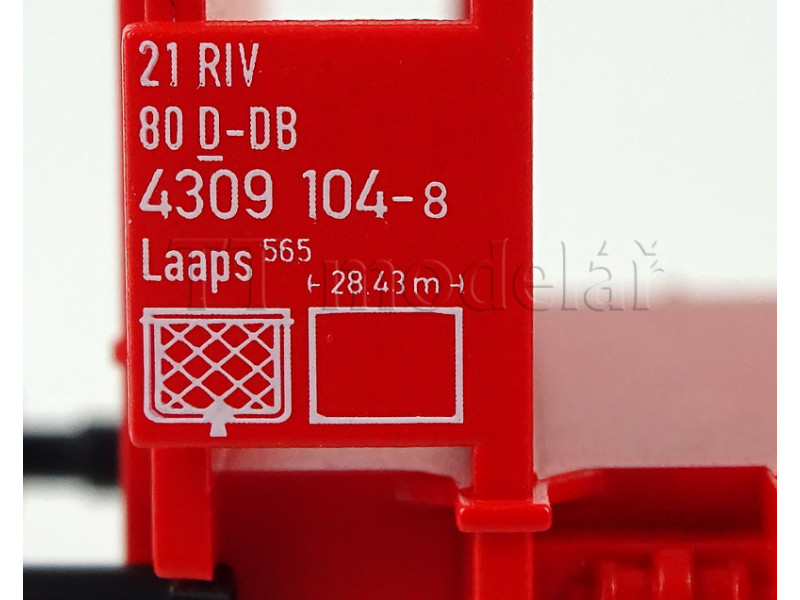 21 RIV
80 D-DB
4309 104-8
Laaps 565
28.43 m
TT modelář